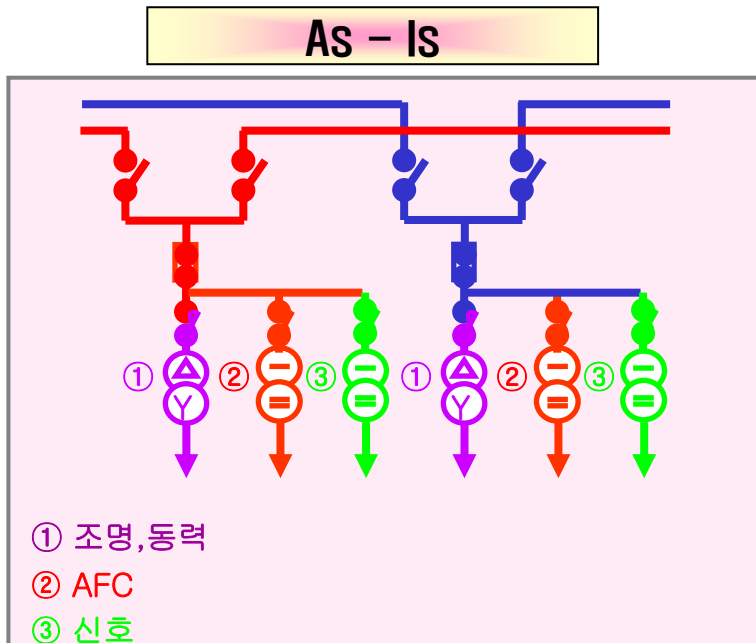 As – Is
① ② ③ ① ② ③
① 조명,동력
② AFC
③ 신호